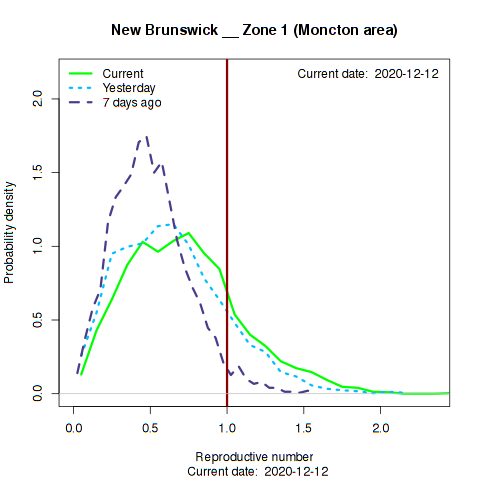 New Brunswick __ Zone 1 (Moncton area)
Current
Yesterday
7 days ago
Current date:  2020-12-12
Probability density
0.0
0.5
1.0
1.5
2.0
0.0
0.5
1.0
1.5
2.0
Reproductive number
Current date:  2020-12-12